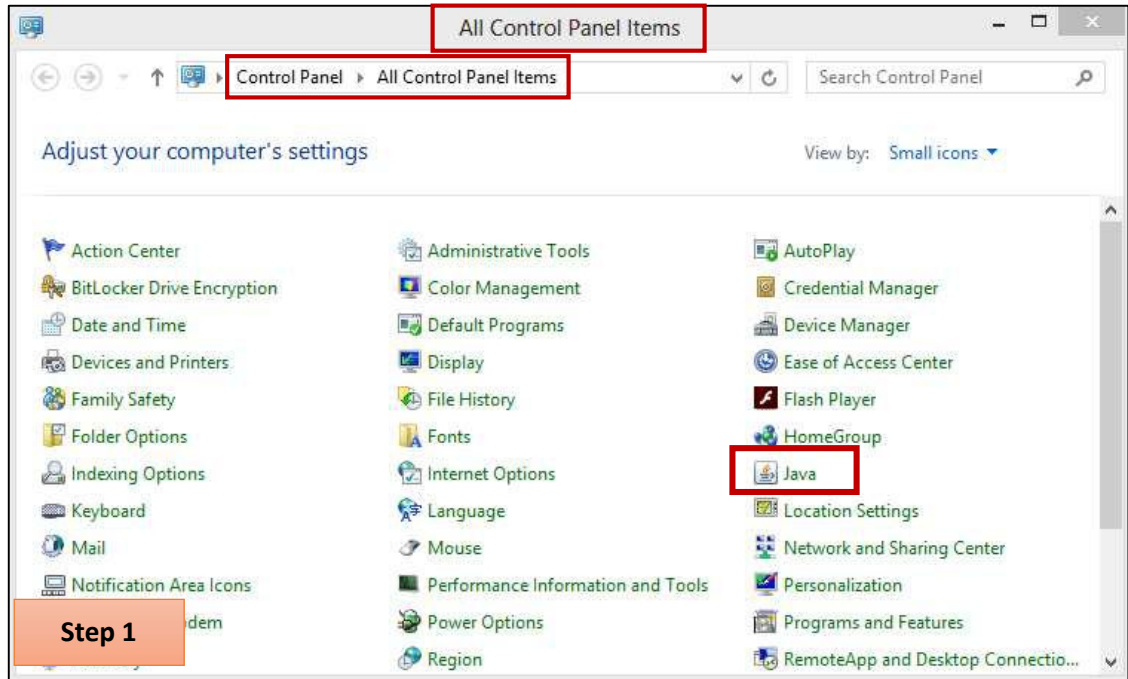 All Control Panel Items
Control Panel All Control Panel Items
Search Control Panel
Adjust your computer's settings
View by: Small icons
Action Center Administrative Tools AutoPlay
BitLocker Drive Encryption Color Management Credential Manager
Date and Time Default Programs Device Manager
Devices and Printers Display Ease of Access Center
Family Safety File History Flash Player
Folder Options Fonts HomeGroup
Indexing Options Internet Options Java
Keyboard Language Location Settings
Mail Mouse Network and Sharing Center
Notification Area Icons Performance Information and Tools Personalization
Step 1 Power Options Programs and Features
Region RemoteApp and Desktop Connectio...